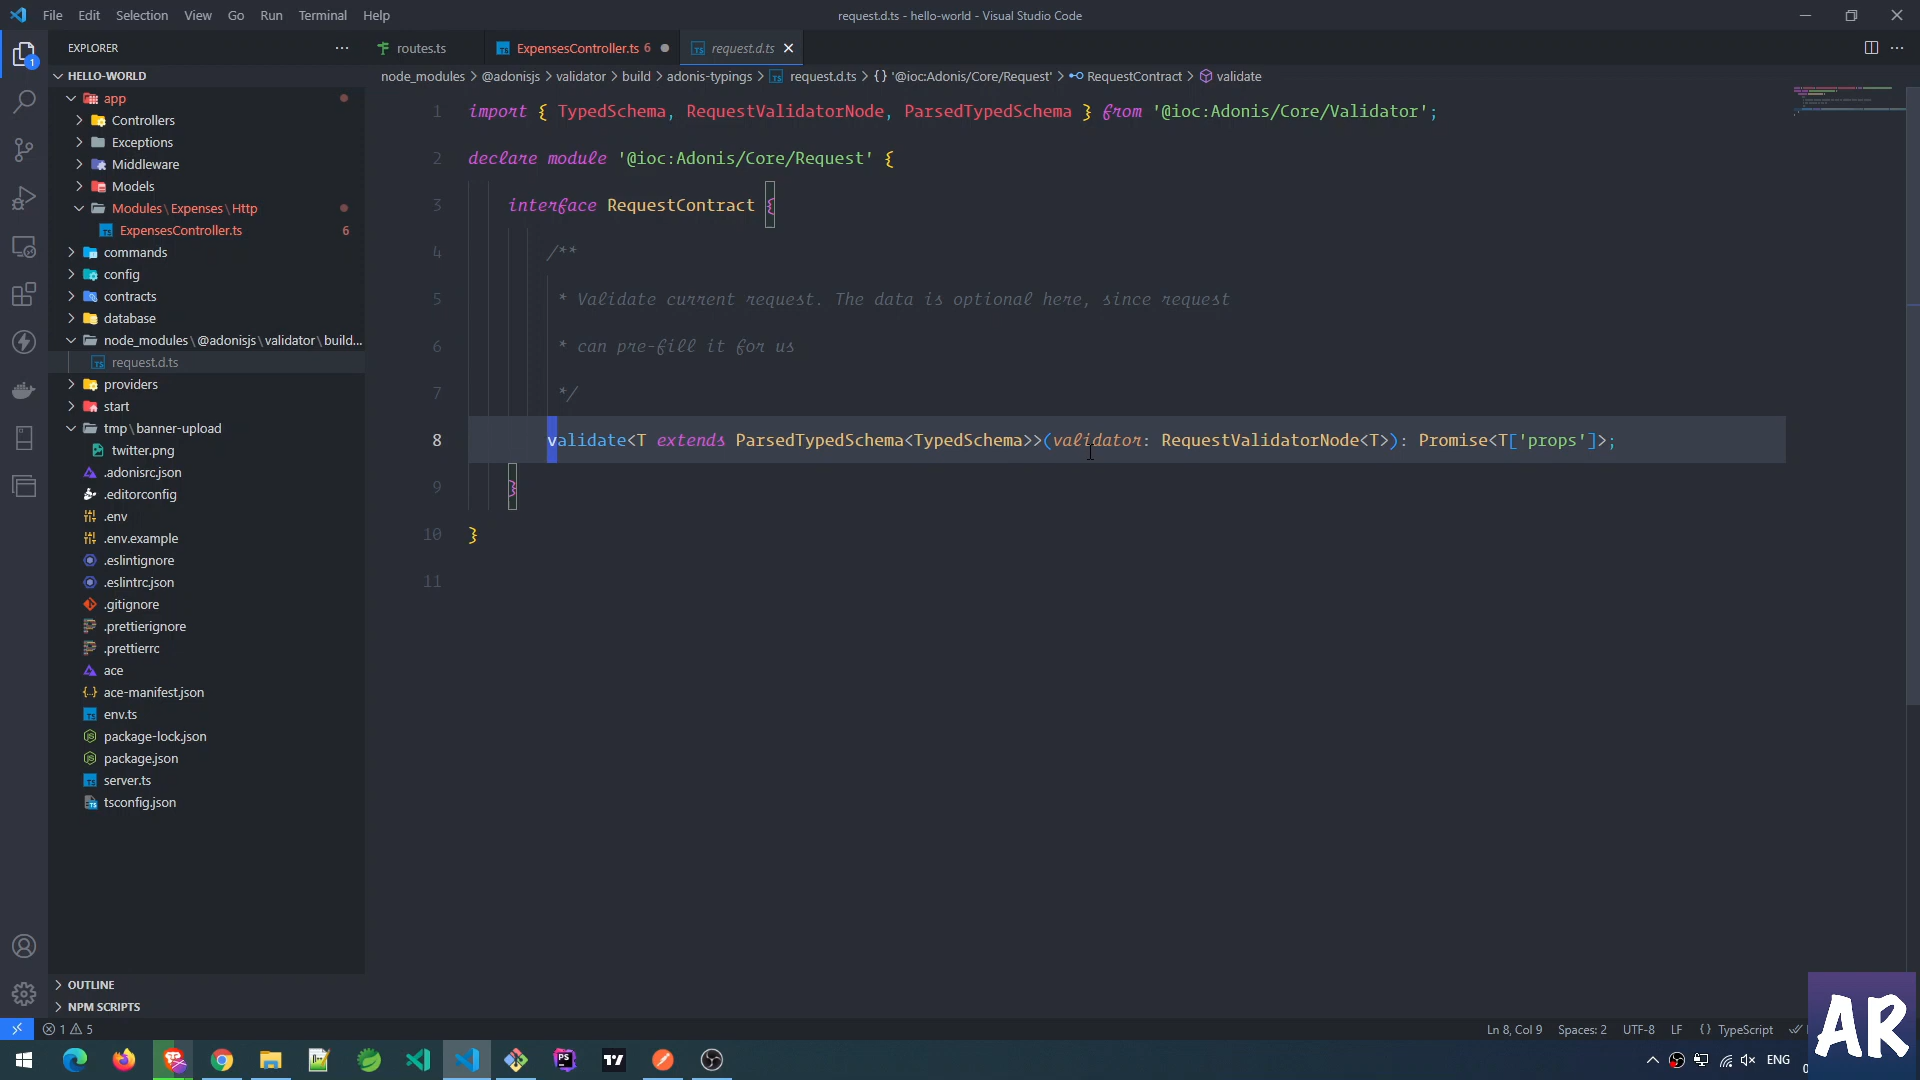 File Edit Selection View Go Run Terminal Help
request.d.ts - hello-world - Visual Studio Code
EXPLORER
routes.ts
ExpensesController.ts 6
request.d.ts
HELLO-WORLD
node_modules > @adonisjs > validator > build > adonis-typings > request.d.ts > {} '@ioc:Adonis/Core/Request' > RequestContract > validate
app
Controllers
Exceptions
Middleware
Models
Modules \ Expenses \ Http
ExpensesController.ts 6
commands
config
contracts
database
node_modules \ @adonisjs \ validator \ build...
request.d.ts
providers
start
tmp \ banner-upload
twitter.png
.adonisrc.json
.editorconfig
.env
.env.example
.eslintignore
.eslintrc.json
.gitignore
.prettierignore
.prettierrc
ace
ace-manifest.json
env.ts
package-lock.json
package.json
server.ts
tsconfig.json
OUTLINE
NPM SCRIPTS
1 import { TypedSchema, RequestValidatorNode, ParsedTypedSchema } from '@ioc:Adonis/Core/Validator';
2 declare module '@ioc:Adonis/Core/Request' {
3 interface RequestContract {
4 /**
5 * Validate current request. The data is optional here, since request
6 * can pre-fill it for us
7 */
8 validate<T extends ParsedTypedSchema<TypedSchema>>(validator: RequestValidatorNode<T>): Promise<T['props']>;
9 }
10 }
11
1 5
Ln 8, Col 9 Spaces: 2 UTF-8 LF {} TypeScript
ENG
AR